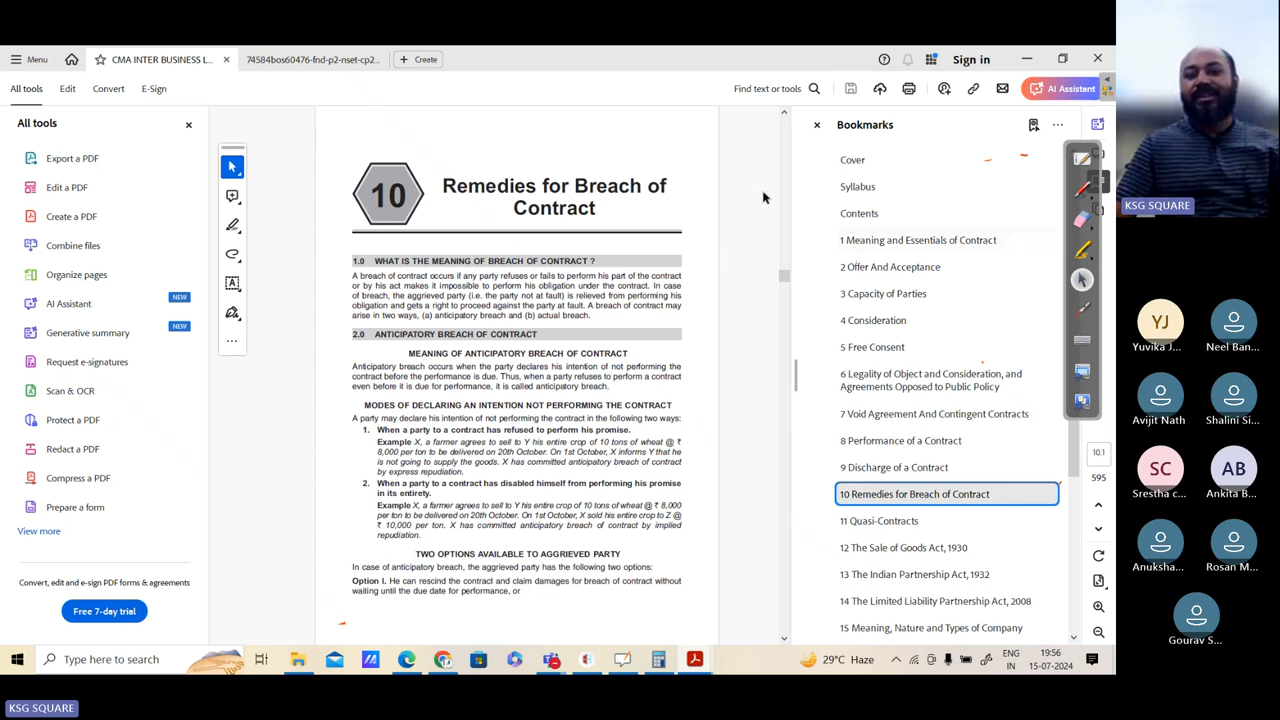 Menu
CMA INTER BUSINESS L...
74584bos60476-fnd-p2-nset-cp2...
Create
Sign in
All tools
Edit
Convert
E-Sign
Find text or tools
AI Assistant
All tools
Export a PDF
Edit a PDF
Create a PDF
Combine files
Organize pages
AI Assistant
NEW
Generative summary
NEW
Request e-signatures
Scan & OCR
Protect a PDF
Redact a PDF
Compress a PDF
Prepare a form
View more
Convert, edit and e-sign PDF forms & agreements
Free 7-day trial
10
Remedies for Breach of
Contract
1.0 WHAT IS THE MEANING OF BREACH OF CONTRACT ?
A breach of contract occurs if any party refuses or fails to perform his part of the contract
or by his act makes it impossible to perform his obligation under the contract. In case
of breach, the aggrieved party (i.e. the party not at fault) is relieved from performing his
obligation and gets a right to proceed against the party at fault. A breach of contract may
arise in two ways, (a) anticipatory breach and (b) actual breach.
2.0 ANTICIPATORY BREACH OF CONTRACT
MEANING OF ANTICIPATORY BREACH OF CONTRACT
Anticipatory breach occurs when the party declares his intention of not performing the
contract before the performance is due. Thus, when a party refuses to perform a contract
even before it is due for performance, it is called anticipatory breach.
MODES OF DECLARING AN INTENTION NOT PERFORMING THE CONTRACT
A party may declare his intention of not performing the contract in the following two ways:
1. When a party to a contract has refused to perform his promise.
Example X, a farmer agrees to sell to Y his entire crop of 10 tons of wheat @ ₹
8,000 per ton to be delivered on 20th October. On 1st October, X informs Y that he
is not going to supply the goods. X has committed anticipatory breach of contract
by express repudiation.
2. When a party to a contract has disabled himself from performing his promise
in its entirety.
Example X, a farmer agrees to sell to Y his entire crop of 10 tons of wheat @ ₹ 8,000
per ton to be delivered on 20th October. On 1st October, X sold his entire crop to Z @
₹ 10,000 per ton. X has committed anticipatory breach of contract by implied
repudiation.
TWO OPTIONS AVAILABLE TO AGGRIEVED PARTY
In case of anticipatory breach, the aggrieved party has the following two options:
Option I. He can rescind the contract and claim damages for breach of contract without
waiting until the due date for performance, or
Bookmarks
Cover
Syllabus
Contents
1 Meaning and Essentials of Contract
2 Offer And Acceptance
3 Capacity of Parties
4 Consideration
5 Free Consent
6 Legality of Object and Consideration, and
Agreements Opposed to Public Policy
7 Void Agreement And Contingent Contracts
8 Performance of a Contract
9 Discharge of a Contract
10 Remedies for Breach of Contract
11 Quasi-Contracts
12 The Sale of Goods Act, 1930
13 The Indian Partnership Act, 1932
14 The Limited Liability Partnership Act, 2008
15 Meaning, Nature and Types of Company
10.1
595
Type here to search
29°C Haze
ENG
IN
19:56
15-07-2024
KSG SQUARE
YJ
Yuvika J...
Neel Ban...
Avijit Nath
Shalini Si...
SC
Srestha c...
AB
Ankita B...
Anuksha...
Rosan M...
Gourav S...
KSG SQUARE